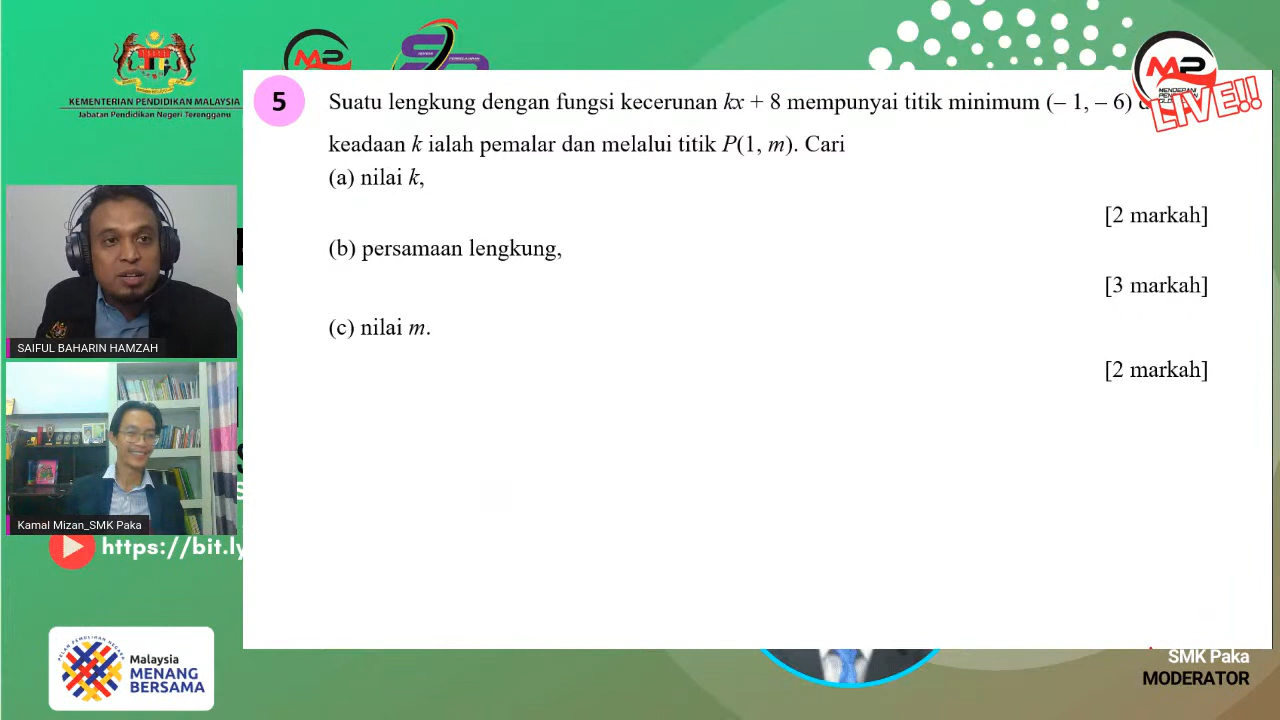 KEMENTERIAN PENDIDIKAN MALAYSIA
Jabatan Pendidikan Negeri Terengganu
MP
MP
LIVE!!
5
Suatu lengkung dengan fungsi kecerunan kx + 8 mempunyai titik minimum (– 1, – 6)
keadaan k ialah pemalar dan melalui titik P(1, m). Cari
(a) nilai k,
[2 markah]
(b) persamaan lengkung,
[3 markah]
(c) nilai m.
[2 markah]
SAIFUL BAHARIN HAMZAH
Kamal Mizan_SMK Paka
https://bit.ly
Malaysia
MENANG
BERSAMA
SMK Paka
MODERATOR